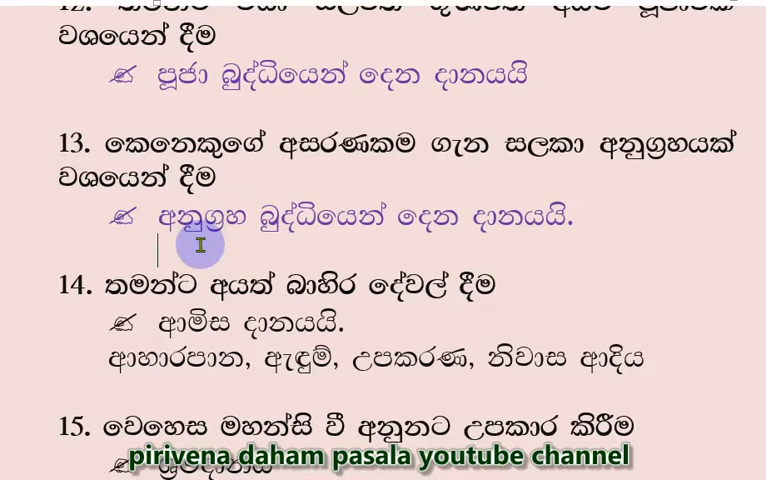 වශයෙන් දීම
පූජා බුද්ධියෙන් දෙන දානයයි
13. කෙනෙකුගේ අසරණකම ගැන සලකා අනුග්‍රහයක්
වශයෙන් දීම
අනුග්‍රහ බුද්ධියෙන් දෙන දානයයි.
14. තමන්ට අයත් බාහිර දේවල් දීම
ආමිස දානයයි.
ආහාරපාන, ඇඳුම්, උපකරණ, නිවාස ආදිය
15. වෙහෙස මහන්සි වී අනුනට උපකාර කිරීම
pirivena daham pasala youtube channel